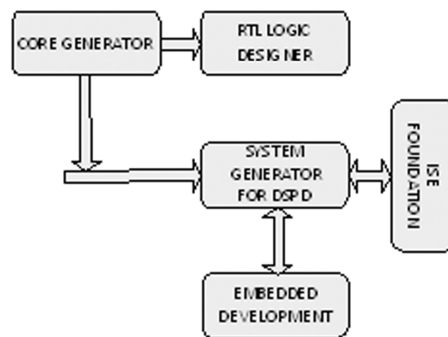 CORE GENERATOR
RTL LOGIC
DESIGNER
SYSTEM
GENERATOR
FOR DSPD
ISE
FOUNDATION
EMBEDDED
DEVELOPMENT